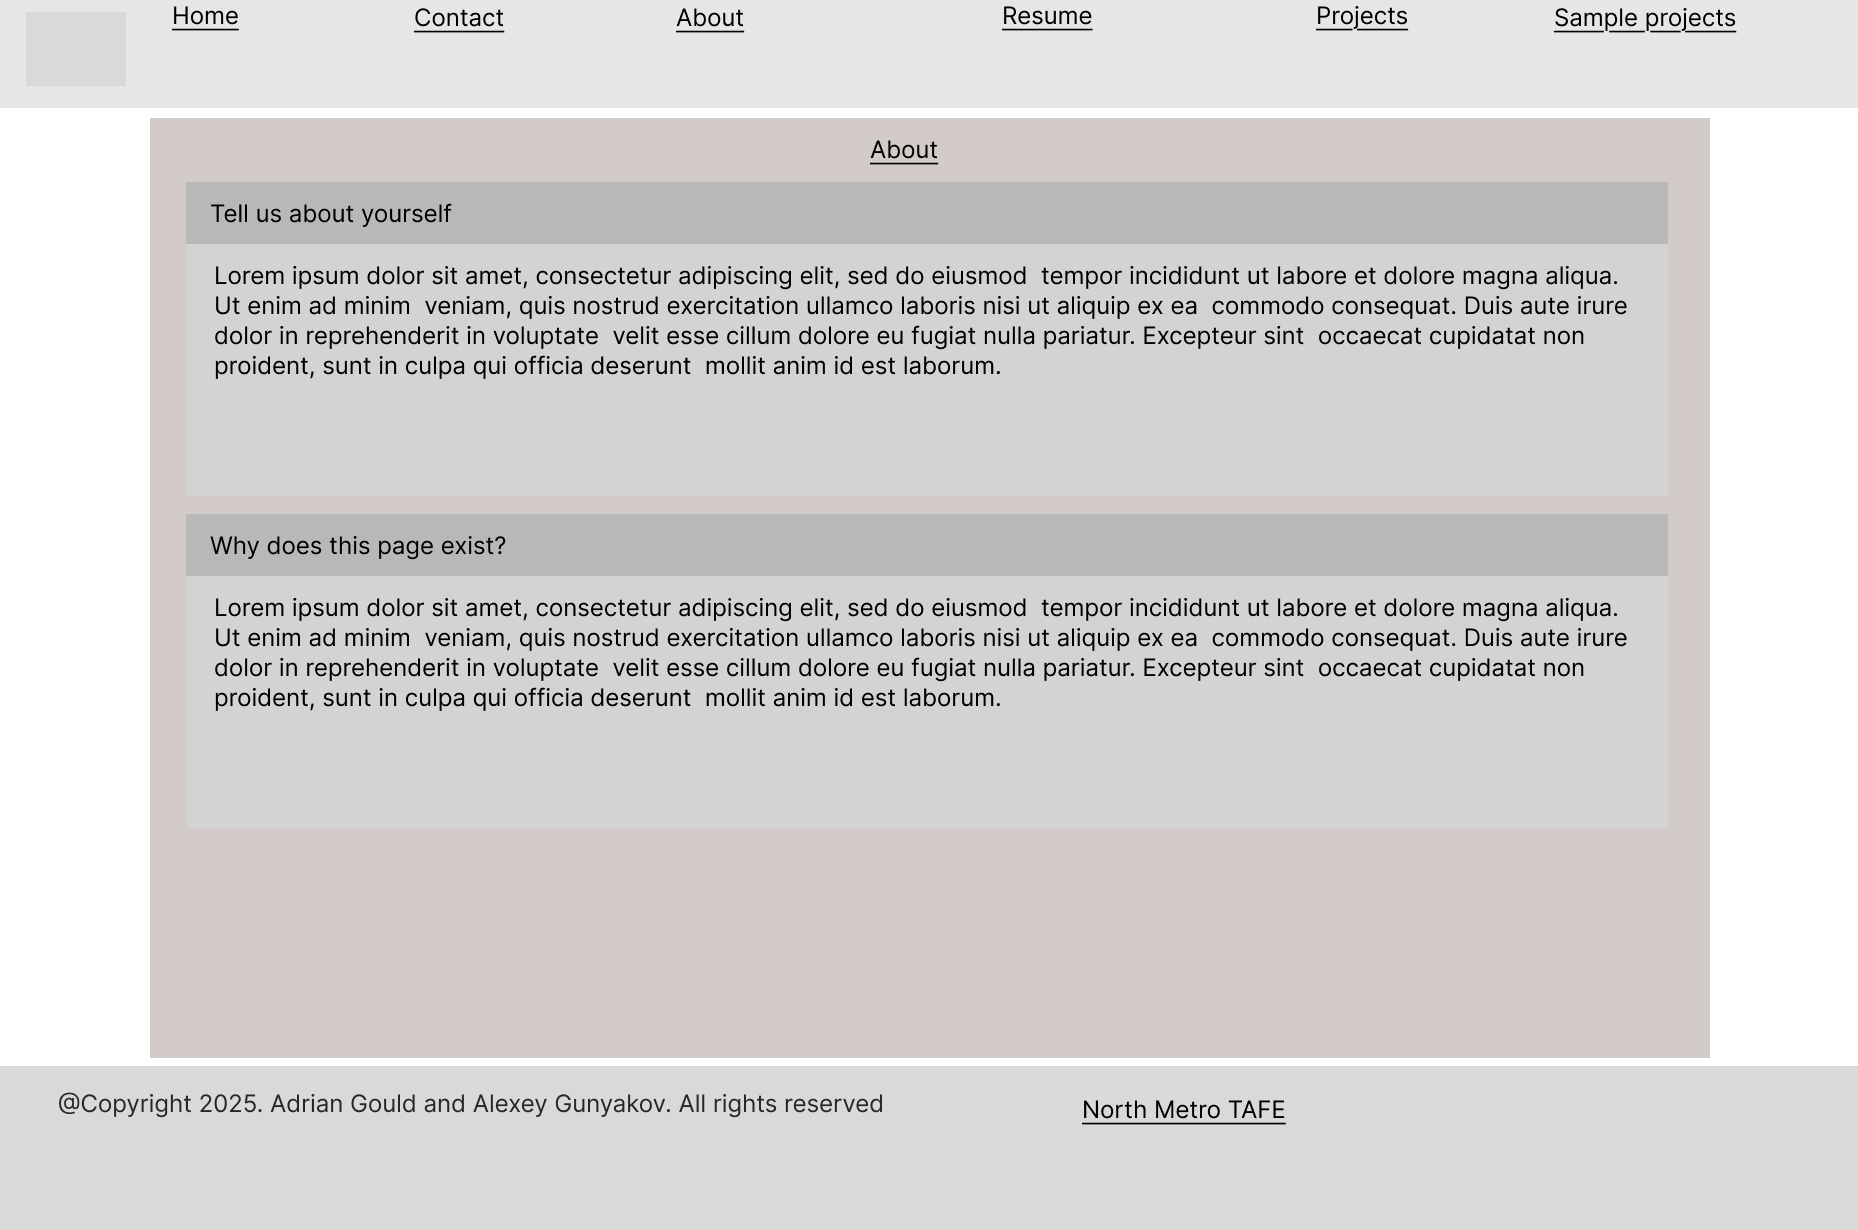 Home Contact About Resume Projects Sample projects
About
Tell us about yourself
Lorem ipsum dolor sit amet, consectetur adipiscing elit, sed do eiusmod  tempor incididunt ut labore et dolore magna aliqua.
Ut enim ad minim  veniam, quis nostrud exercitation ullamco laboris nisi ut aliquip ex ea  commodo consequat. Duis aute irure
dolor in reprehenderit in voluptate  velit esse cillum dolore eu fugiat nulla pariatur. Excepteur sint  occaecat cupidatat non
proident, sunt in culpa qui officia deserunt  mollit anim id est laborum.
Why does this page exist?
Lorem ipsum dolor sit amet, consectetur adipiscing elit, sed do eiusmod  tempor incididunt ut labore et dolore magna aliqua.
Ut enim ad minim  veniam, quis nostrud exercitation ullamco laboris nisi ut aliquip ex ea  commodo consequat. Duis aute irure
dolor in reprehenderit in voluptate  velit esse cillum dolore eu fugiat nulla pariatur. Excepteur sint  occaecat cupidatat non
proident, sunt in culpa qui officia deserunt  mollit anim id est laborum.
@Copyright 2025. Adrian Gould and Alexey Gunyakov. All rights reserved
North Metro TAFE